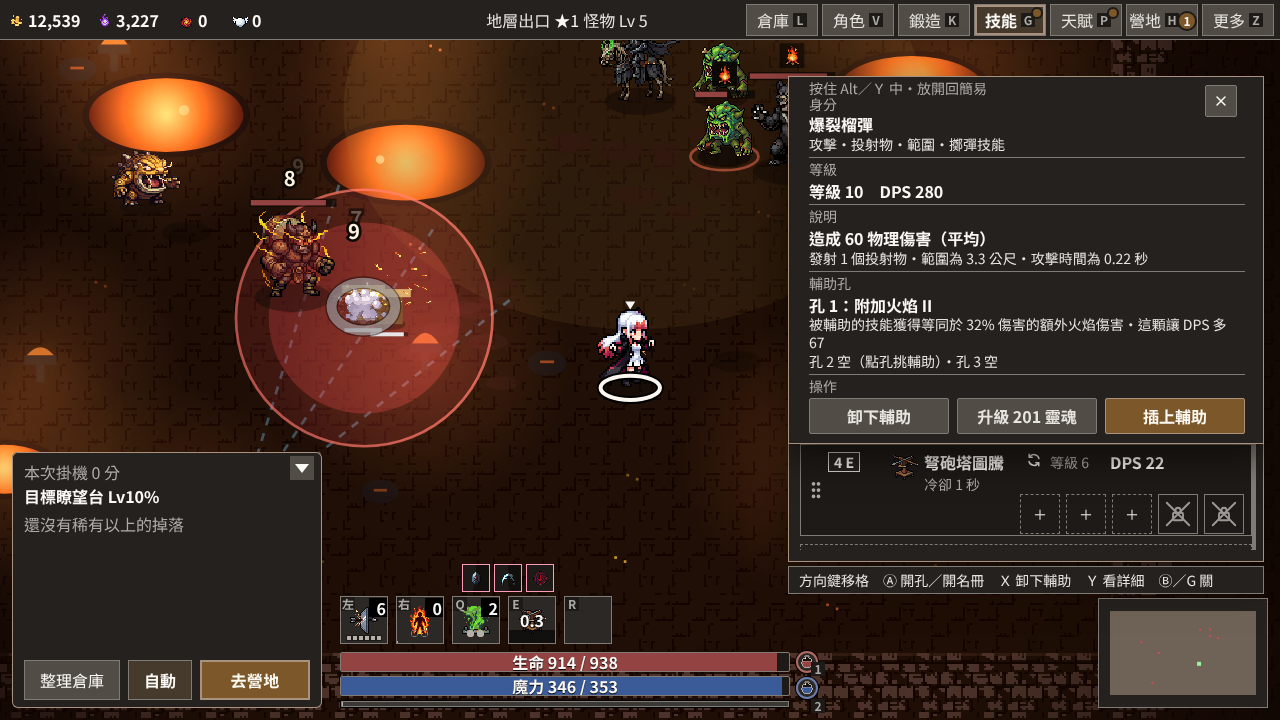 12,539 3,227 0 0 地層出口 ★1 怪物 Lv 5 倉庫 L 角色 V 鍛造 K 技能 G 天賦 P 營地 H 1 更多 Z
按住 Alt／Ｙ 中・放開回簡易
身分
爆裂榴彈
攻擊・投射物・範圍・擲彈技能
等級
等級 10 DPS 280
說明
造成 60 物理傷害（平均）
發射 1 個投射物・範圍為 3.3 公尺・攻擊時間為 0.22 秒
輔助孔
孔 1：附加火焰 II
被輔助的技能獲得等同於 32% 傷害的額外火焰傷害・這顆讓 DPS 多
67
孔 2 空（點孔挑輔助）・孔 3 空
操作
卸下輔助 升級 201 靈魂 插上輔助
4 E 弩砲塔圖騰 等級 6 DPS 22
冷卻 1 秒
+ + +
方向鍵移格 Ⓐ 開孔／開名冊 X 卸下輔助 Y 看詳細 Ⓑ／G 關
9
8
7
9
本次掛機 0 分
目標瞭望台 Lv10%
還沒有稀有以上的掉落
整理倉庫 自動 去營地
左 6 右 0 Q 2 E 0.3 R
生命 914 / 938 1
魔力 346 / 353 2